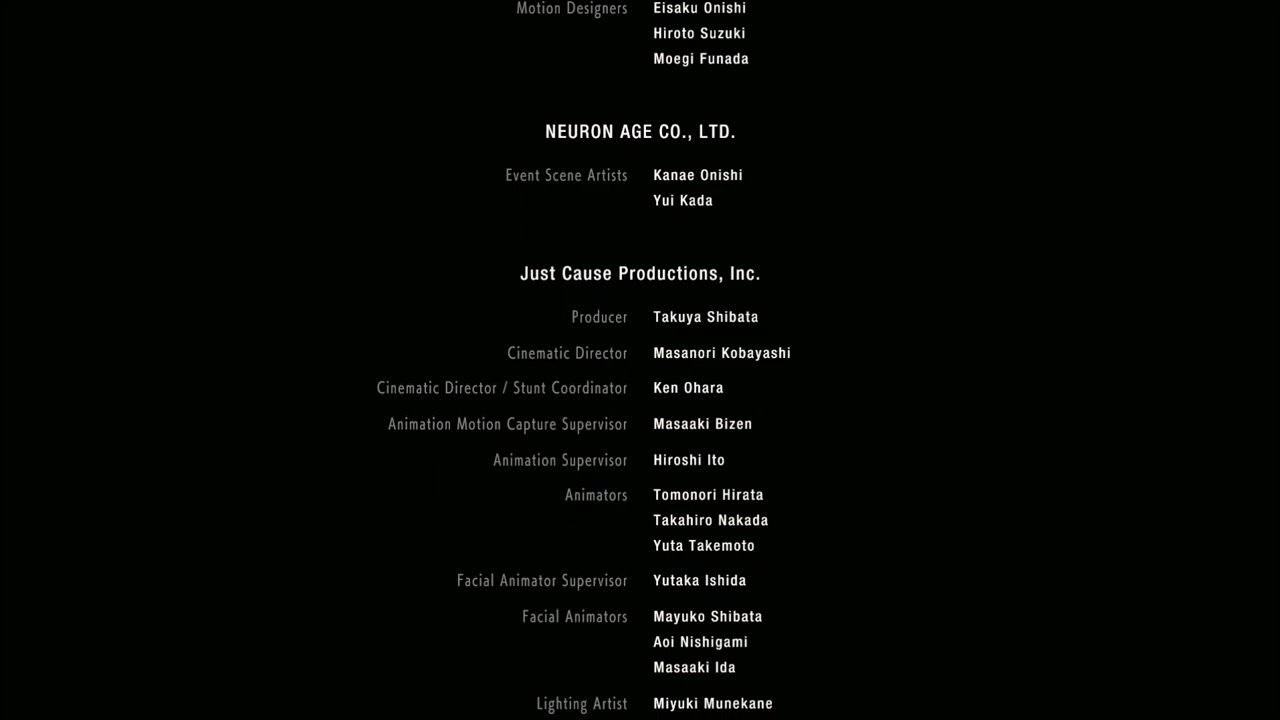 Motion Designers Eisaku Onishi
Hiroto Suzuki
Moegi Funada
NEURON AGE CO., LTD.
Event Scene Artists Kanae Onishi
Yui Kada
Just Cause Productions, Inc.
Producer Takuya Shibata
Cinematic Director Masanori Kobayashi
Cinematic Director / Stunt Coordinator Ken Ohara
Animation Motion Capture Supervisor Masaaki Bizen
Animation Supervisor Hiroshi Ito
Animators Tomonori Hirata
Takahiro Nakada
Yuta Takemoto
Facial Animator Supervisor Yutaka Ishida
Facial Animators Mayuko Shibata
Aoi Nishigami
Masaaki Ida
Lighting Artist Miyuki Munekane